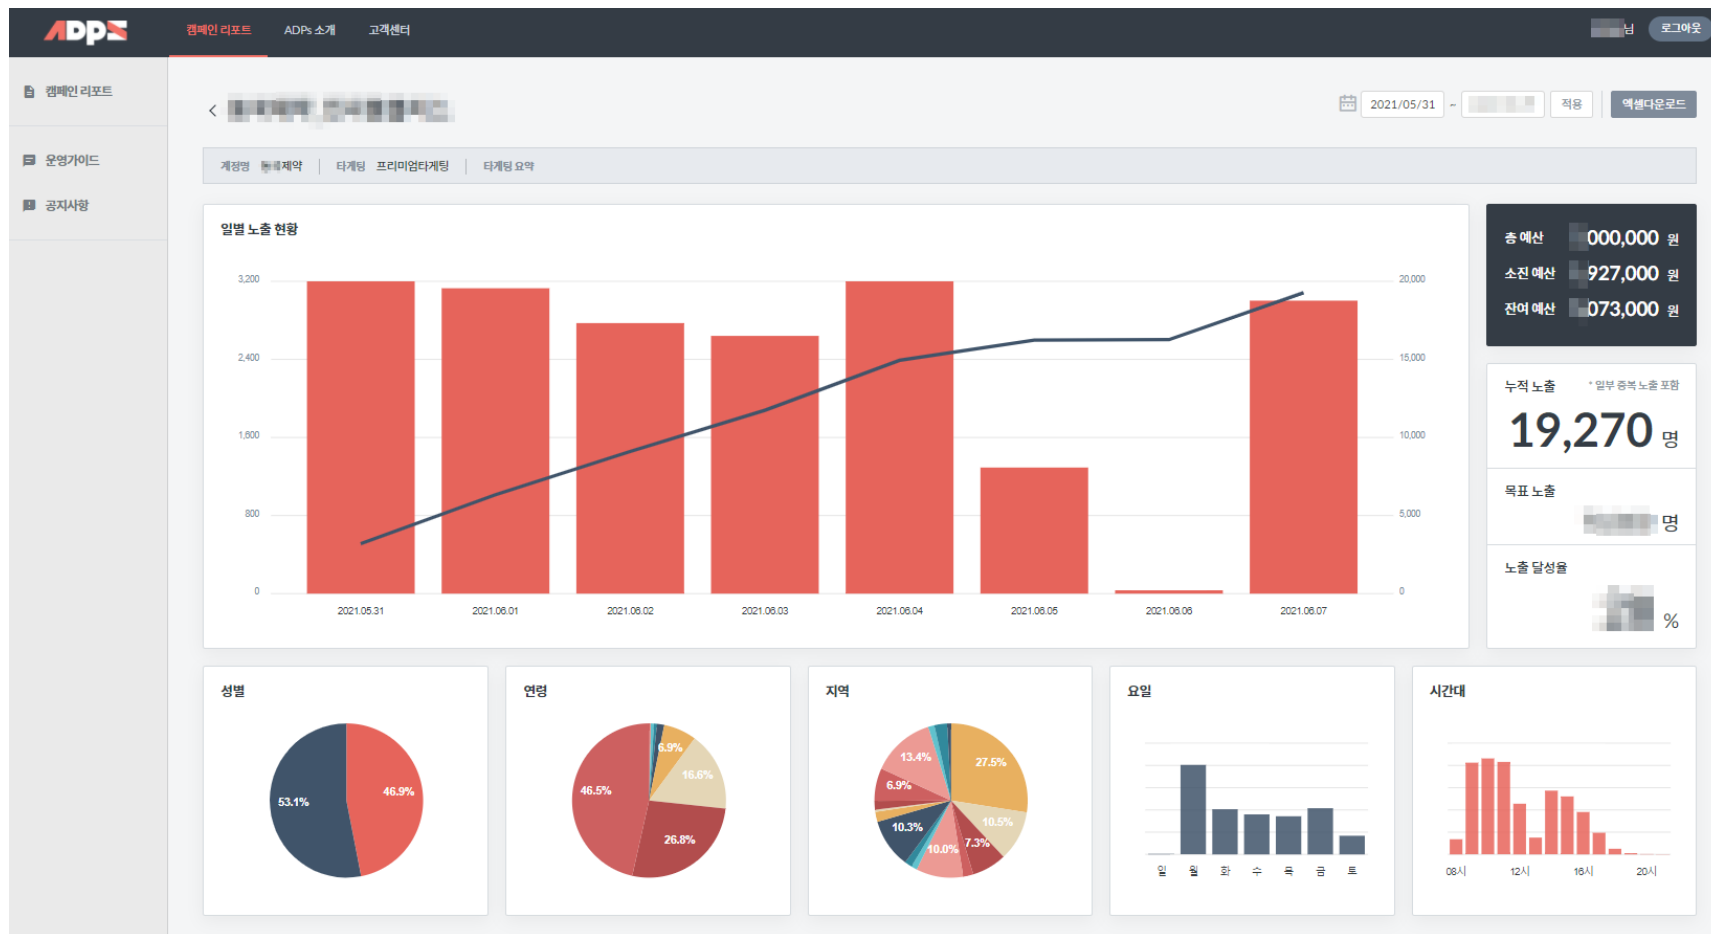 ADPS
캠페인 리포트
ADPs 소개
고객센터
님
로그아웃
캠페인 리포트
운영가이드
공지사항
2021/05/31 ~
적용
엑셀다운로드
계정명 제약
타게팅 프리미엄타게팅
타게팅 요약
일별 노출 현황
3,200
2,400
1,600
800
0
20,000
15,000
10,000
5,000
0
2021.05.31
2021.06.01
2021.06.02
2021.06.03
2021.06.04
2021.06.05
2021.06.06
2021.06.07
총 예산 000,000 원
소진 예산 927,000 원
잔여 예산 073,000 원
누적 노출
* 일부 중복 노출 포함
19,270 명
목표 노출
명
노출 달성율
%
성별
53.1%
46.9%
연령
6.9%
16.6%
46.5%
26.8%
지역
13.4%
27.5%
6.9%
10.5%
10.3%
7.3%
10.0%
요일
일 월 화 수 목 금 토
시간대
08시 12시 16시 20시